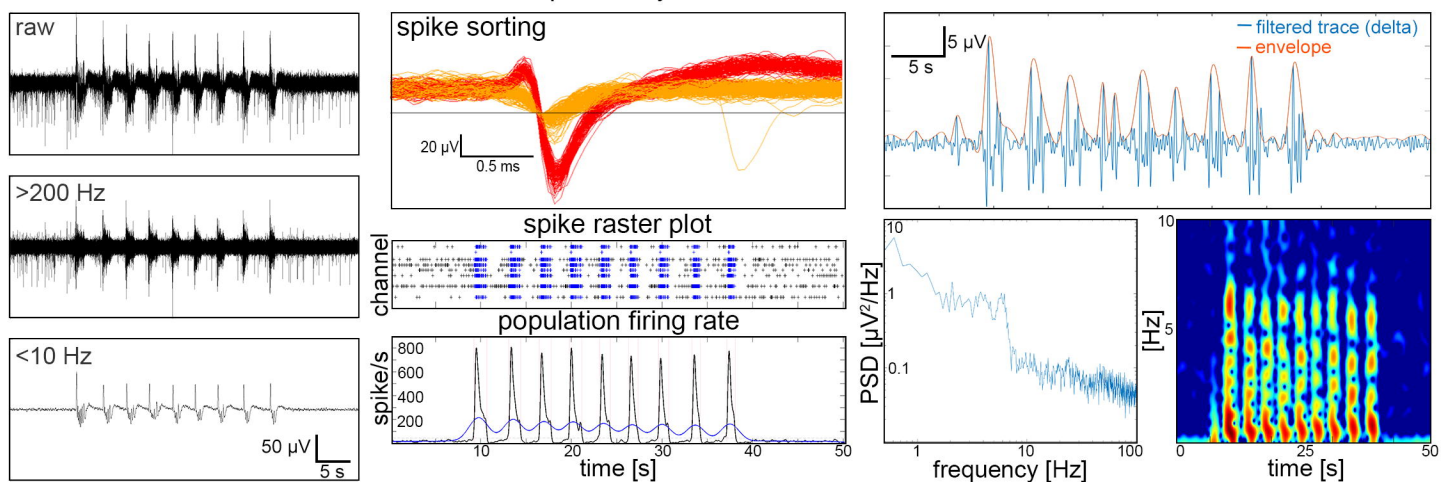 raw
>200 Hz
<10 Hz
50 µV
5 s
spike sorting
20 µV
0.5 ms
spike raster plot
channel
population firing rate
spike/s
800
600
400
200
10
20
30
40
50
time [s]
5 µV
5 s
filtered trace (delta)
envelope
PSD [µV²/Hz]
10
1
0.1
1
10
100
frequency [Hz]
[Hz]
10
5
0
25
50
time [s]